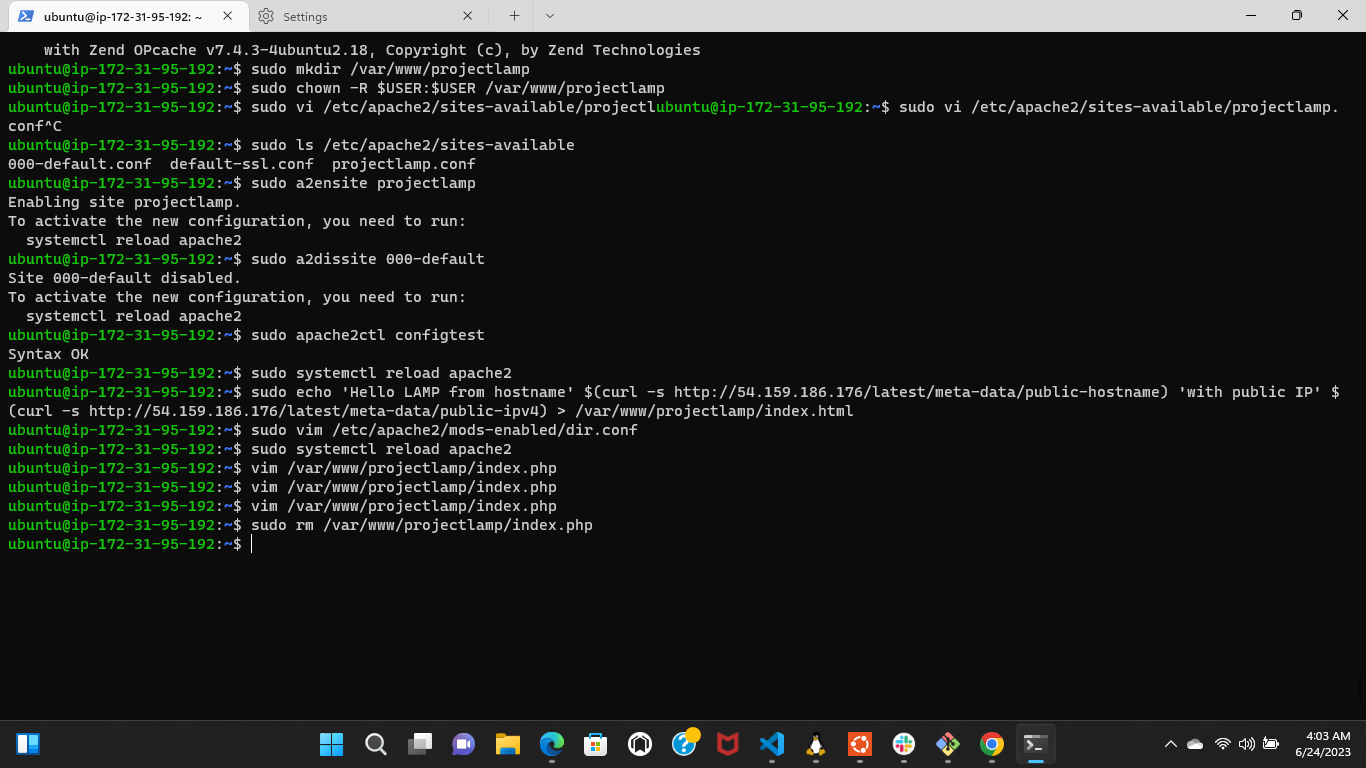 ubuntu@ip-172-31-95-192: ~
Settings
with Zend OPcache v7.4.3-4ubuntu2.18, Copyright (c), by Zend Technologies
ubuntu@ip-172-31-95-192:~$ sudo mkdir /var/www/projectlamp
ubuntu@ip-172-31-95-192:~$ sudo chown -R $USER:$USER /var/www/projectlamp
ubuntu@ip-172-31-95-192:~$ sudo vi /etc/apache2/sites-available/projectlubuntu@ip-172-31-95-192:~$ sudo vi /etc/apache2/sites-available/projectlamp.
conf^C
ubuntu@ip-172-31-95-192:~$ sudo ls /etc/apache2/sites-available
000-default.conf  default-ssl.conf  projectlamp.conf
ubuntu@ip-172-31-95-192:~$ sudo a2ensite projectlamp
Enabling site projectlamp.
To activate the new configuration, you need to run:
  systemctl reload apache2
ubuntu@ip-172-31-95-192:~$ sudo a2dissite 000-default
Site 000-default disabled.
To activate the new configuration, you need to run:
  systemctl reload apache2
ubuntu@ip-172-31-95-192:~$ sudo apache2ctl configtest
Syntax OK
ubuntu@ip-172-31-95-192:~$ sudo systemctl reload apache2
ubuntu@ip-172-31-95-192:~$ sudo echo 'Hello LAMP from hostname' $(curl -s http://54.159.186.176/latest/meta-data/public-hostname) 'with public IP' $
(curl -s http://54.159.186.176/latest/meta-data/public-ipv4) > /var/www/projectlamp/index.html
ubuntu@ip-172-31-95-192:~$ sudo vim /etc/apache2/mods-enabled/dir.conf
ubuntu@ip-172-31-95-192:~$ sudo systemctl reload apache2
ubuntu@ip-172-31-95-192:~$ vim /var/www/projectlamp/index.php
ubuntu@ip-172-31-95-192:~$ vim /var/www/projectlamp/index.php
ubuntu@ip-172-31-95-192:~$ vim /var/www/projectlamp/index.php
ubuntu@ip-172-31-95-192:~$ sudo rm /var/www/projectlamp/index.php
ubuntu@ip-172-31-95-192:~$
4:03 AM
6/24/2023